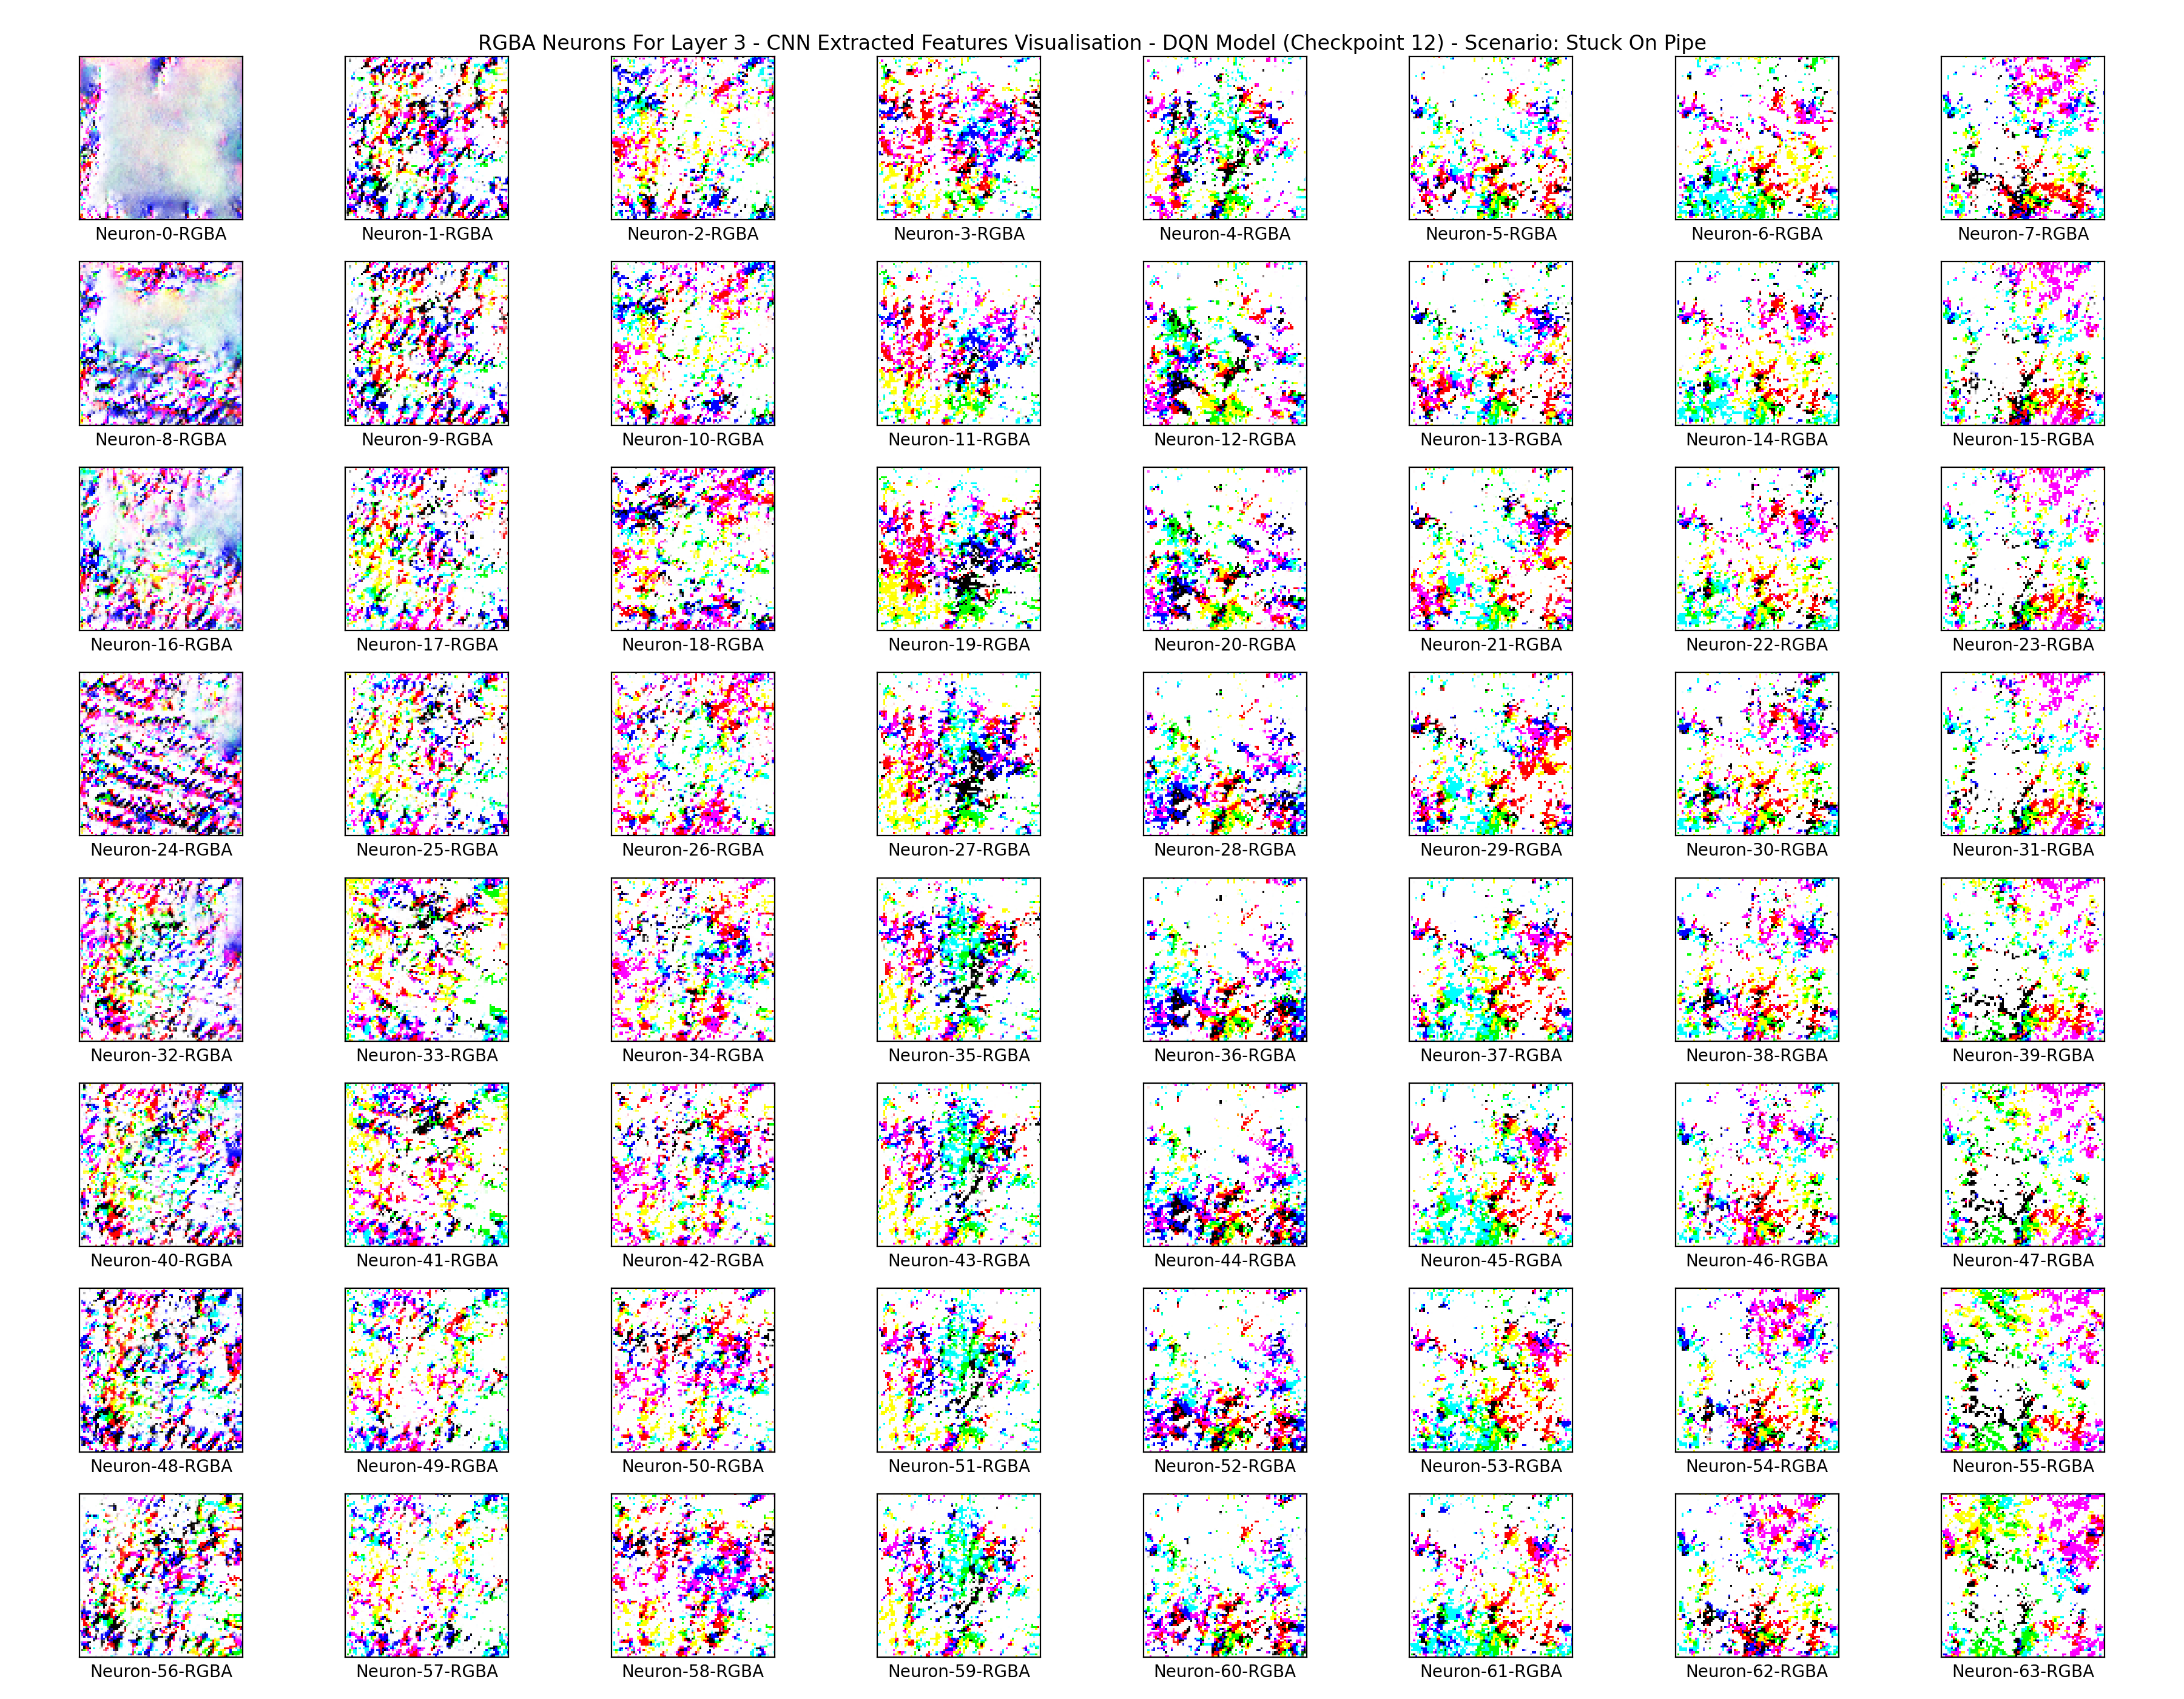 RGBA Neurons For Layer 3 - CNN Extracted Features Visualisation - DQN Model (Checkpoint 12) - Scenario: Stuck On Pipe
Neuron-0-RGBA Neuron-1-RGBA Neuron-2-RGBA Neuron-3-RGBA Neuron-4-RGBA Neuron-5-RGBA Neuron-6-RGBA Neuron-7-RGBA
Neuron-8-RGBA Neuron-9-RGBA Neuron-10-RGBA Neuron-11-RGBA Neuron-12-RGBA Neuron-13-RGBA Neuron-14-RGBA Neuron-15-RGBA
Neuron-16-RGBA Neuron-17-RGBA Neuron-18-RGBA Neuron-19-RGBA Neuron-20-RGBA Neuron-21-RGBA Neuron-22-RGBA Neuron-23-RGBA
Neuron-24-RGBA Neuron-25-RGBA Neuron-26-RGBA Neuron-27-RGBA Neuron-28-RGBA Neuron-29-RGBA Neuron-30-RGBA Neuron-31-RGBA
Neuron-32-RGBA Neuron-33-RGBA Neuron-34-RGBA Neuron-35-RGBA Neuron-36-RGBA Neuron-37-RGBA Neuron-38-RGBA Neuron-39-RGBA
Neuron-40-RGBA Neuron-41-RGBA Neuron-42-RGBA Neuron-43-RGBA Neuron-44-RGBA Neuron-45-RGBA Neuron-46-RGBA Neuron-47-RGBA
Neuron-48-RGBA Neuron-49-RGBA Neuron-50-RGBA Neuron-51-RGBA Neuron-52-RGBA Neuron-53-RGBA Neuron-54-RGBA Neuron-55-RGBA
Neuron-56-RGBA Neuron-57-RGBA Neuron-58-RGBA Neuron-59-RGBA Neuron-60-RGBA Neuron-61-RGBA Neuron-62-RGBA Neuron-63-RGBA